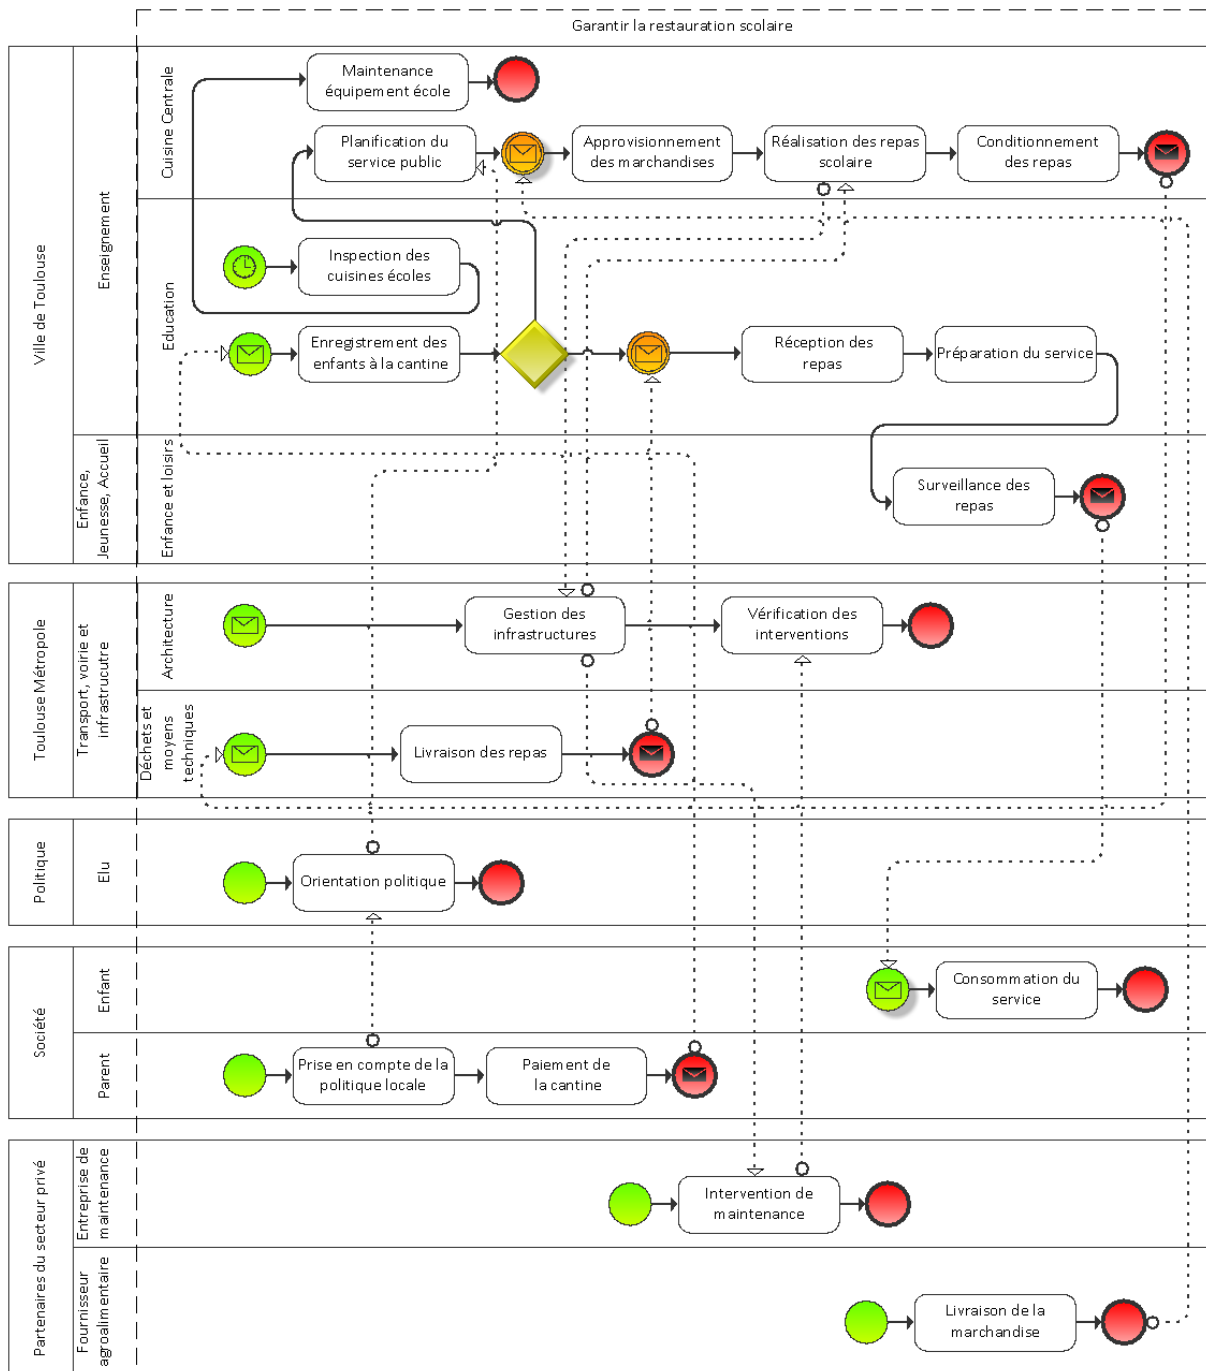 Garantir la restauration scolaire
Ville de Toulouse
Enseignement
Cuisine Centrale
Maintenance
équipement école
Planification du
service public
Approvisionnement
des marchandises
Réalisation des repas
scolaire
Conditionnement
des repas
Education
Inspection des
cuisines écoles
Enregistrement des
enfants à la cantine
Réception des
repas
Préparation du service
Enfance,
Jeunesse, Accueil
Enfance et loisirs
Surveillance des
repas
Toulouse Métropole
Transport, voirie et
infrastrucutre
Architecture
Gestion des
infrastructures
Vérification des
interventions
Déchets et
moyens
techniques
Livraison des repas
Politique
Elu
Orientation politique
Société
Enfant
Consommation du
service
Parent
Prise en compte de la
politique locale
Paiement de
la cantine
Partenaires du secteur privé
Entreprise de
maintenance
Intervention de
maintenance
Fournisseur
agroalimentaire
Livraison de la
marchandise